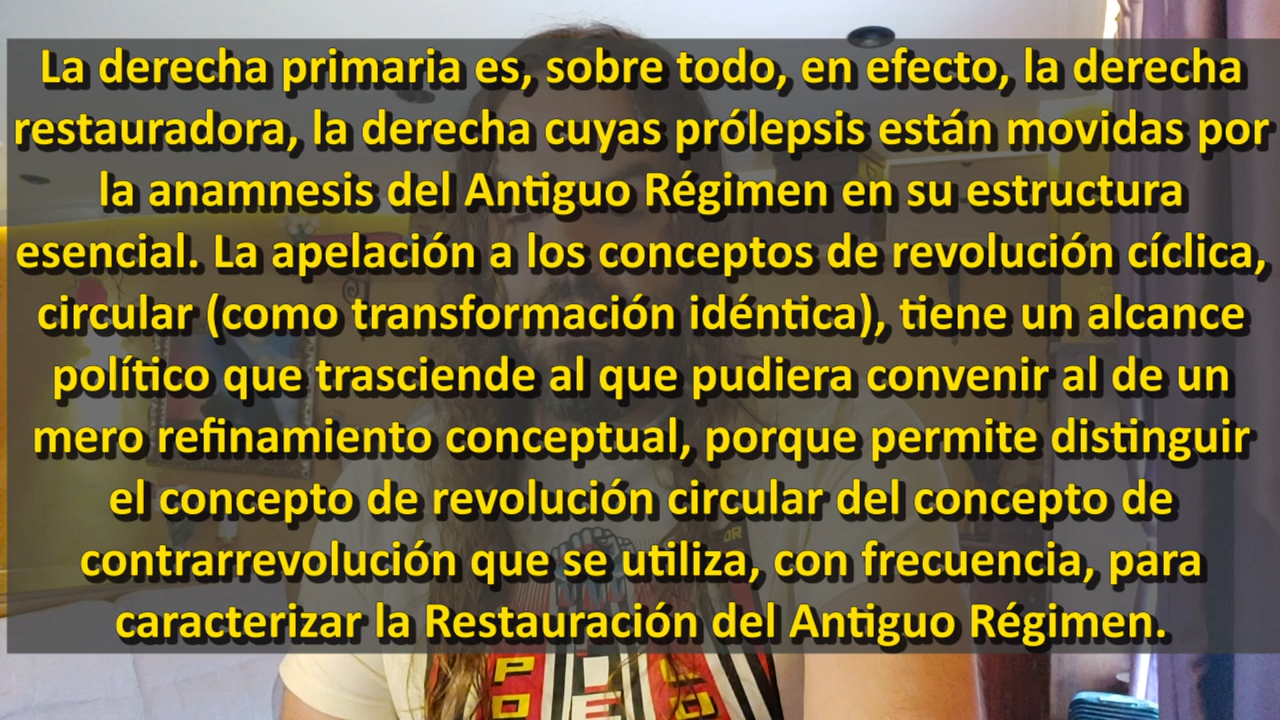 La derecha primaria es, sobre todo, en efecto, la derecha
restauradora, la derecha cuyas prólepsis están movidas por
la anamnesis del Antiguo Régimen en su estructura
esencial. La apelación a los conceptos de revolución cíclica,
circular (como transformación idéntica), tiene un alcance
político que trasciende al que pudiera convenir al de un
mero refinamiento conceptual, porque permite distinguir
el concepto de revolución circular del concepto de
contrarrevolución que se utiliza, con frecuencia, para
caracterizar la Restauración del Antiguo Régimen.